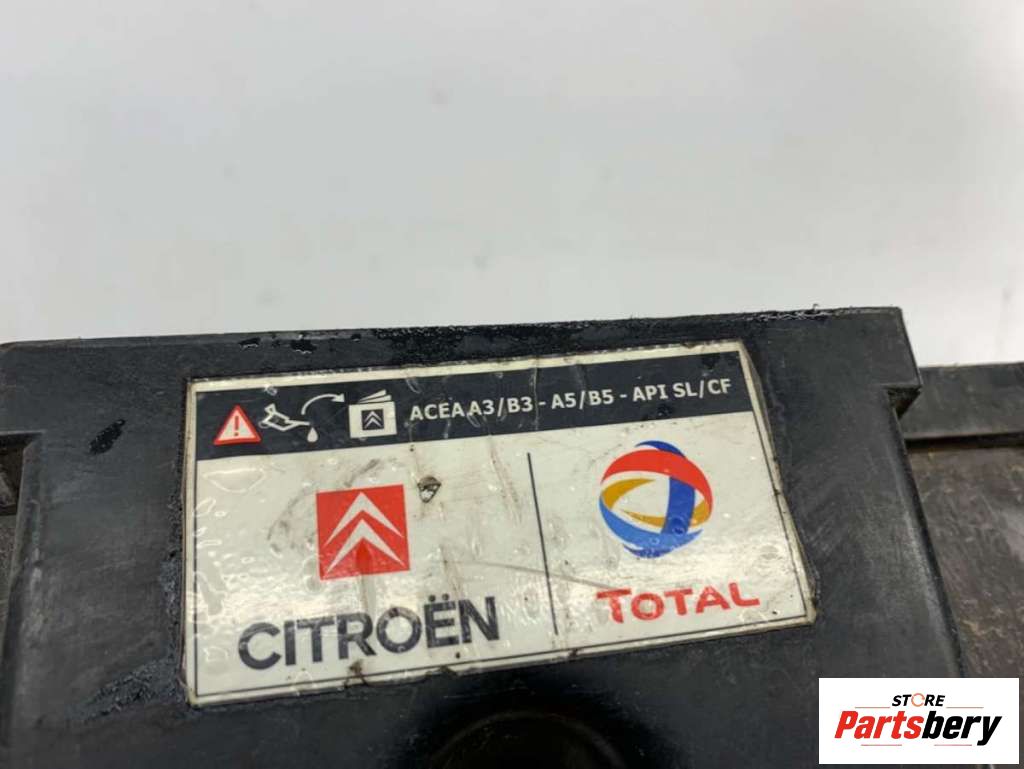 ACEA A3/B3 - A5/B5 - API SL/CF
CITROËN
TOTAL
STORE
Partsbery